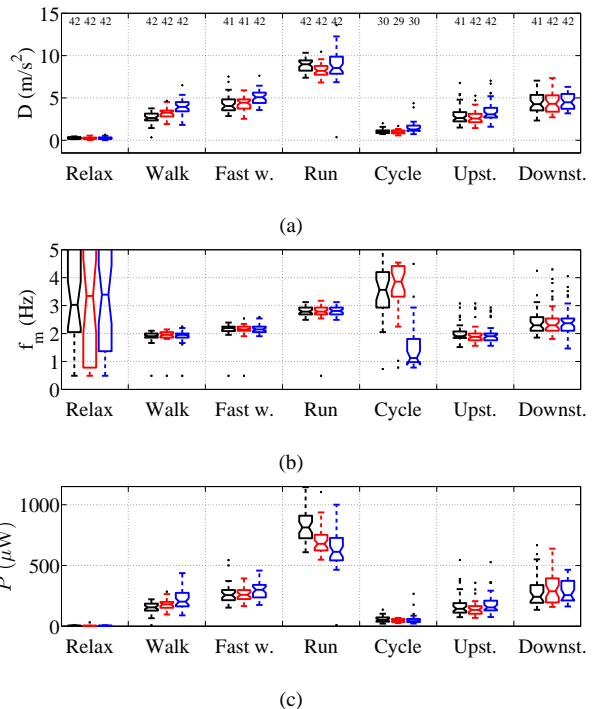 15
42 42 42 42 42 42 41 41 42 42 42 42 30 29 30 41 42 42 42 42 42
10
5
0
D (m/s²)
Relax Walk Fast w. Run Cycle Upst. Downst.
(a)
5
4
3
2
1
0
f_m (Hz)
Relax Walk Fast w. Run Cycle Upst. Downst.
(b)
1000
500
0
P (μW)
Relax Walk Fast w. Run Cycle Upst. Downst.
(c)